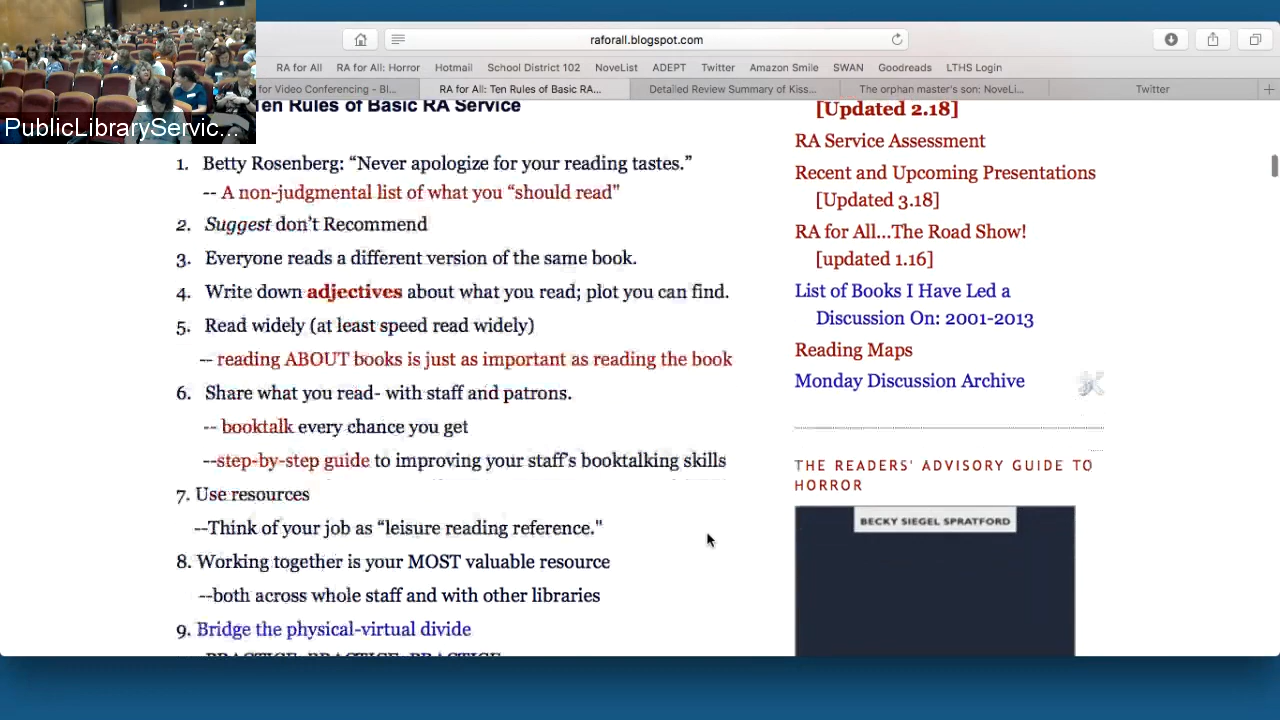 raforall.blogspot.com
RA for All RA for All: Horror Hotmail School District 102 NoveList ADEPT Twitter Amazon Smile SWAN Goodreads LTHS Login
for Video Conferencing - Bl... RA for All: Ten Rules of Basic RA... Detailed Review Summary of Kiss... The orphan master's son: NoveLi... Twitter
PublicLibraryServic...
Ten Rules of Basic RA Service
1. Betty Rosenberg: “Never apologize for your reading tastes.”
-- A non-judgmental list of what you “should read”
2. Suggest don’t Recommend
3. Everyone reads a different version of the same book.
4. Write down adjectives about what you read; plot you can find.
5. Read widely (at least speed read widely)
-- reading ABOUT books is just as important as reading the book
6. Share what you read- with staff and patrons.
-- booktalk every chance you get
--step-by-step guide to improving your staff’s booktalking skills
7. Use resources
--Think of your job as “leisure reading reference."
8. Working together is your MOST valuable resource
--both across whole staff and with other libraries
9. Bridge the physical-virtual divide
PRACTICE, PRACTICE, PRACTICE
[Updated 2.18]
RA Service Assessment
Recent and Upcoming Presentations
[Updated 3.18]
RA for All...The Road Show!
[updated 1.16]
List of Books I Have Led a
Discussion On: 2001-2013
Reading Maps
Monday Discussion Archive
THE READERS' ADVISORY GUIDE TO
HORROR
BECKY SIEGEL SPRATFORD